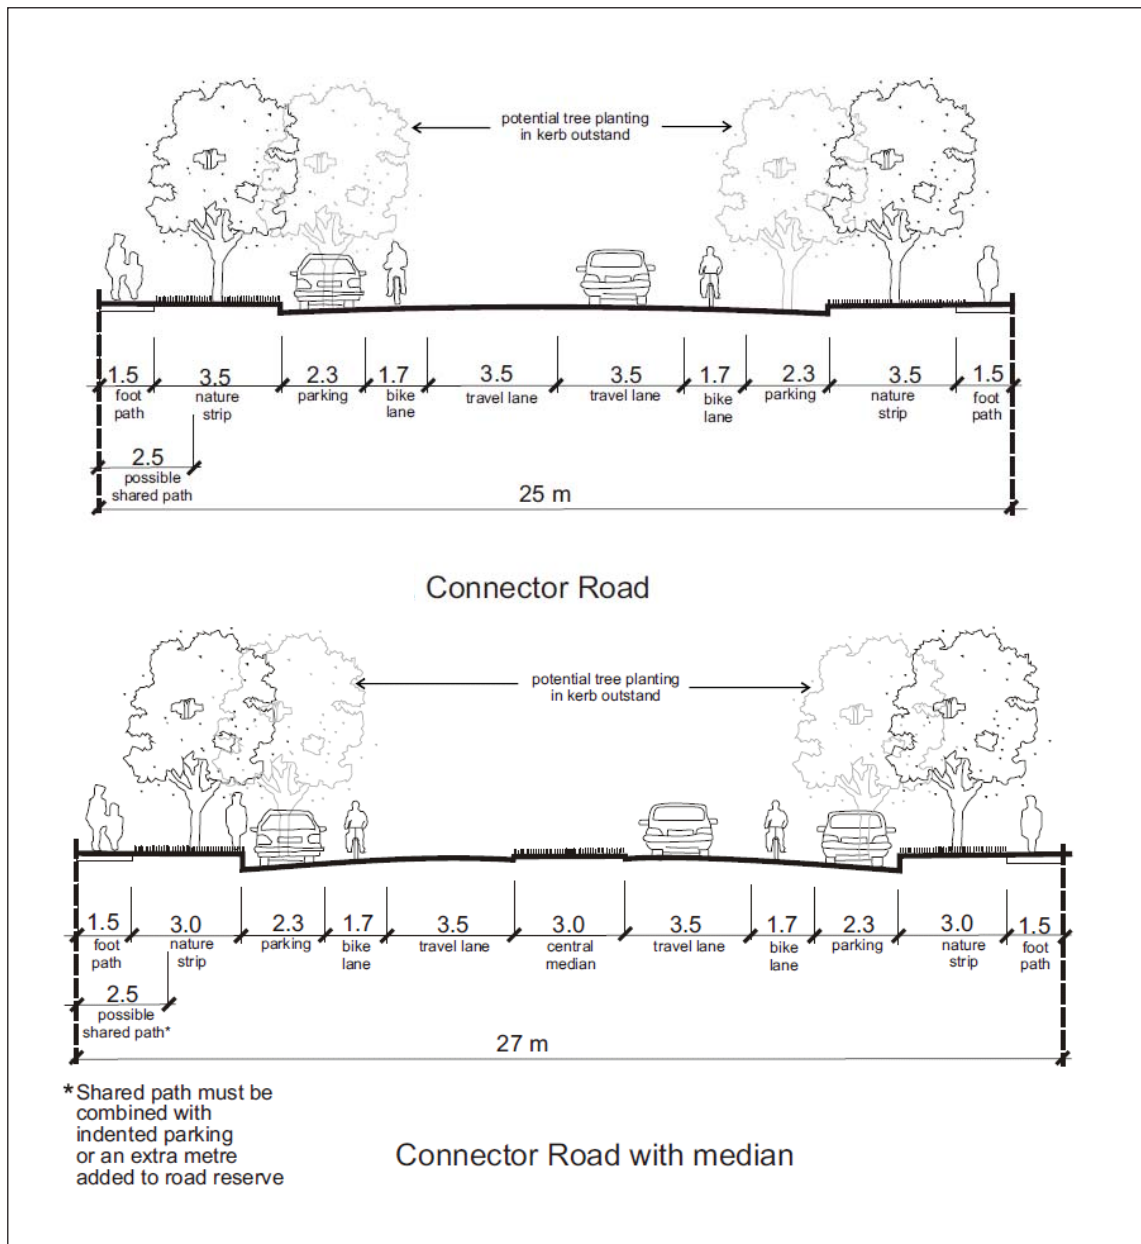 potential tree planting
in kerb outstand
1.5 3.5 2.3 1.7 3.5 3.5 1.7 2.3 3.5 1.5
foot
path
nature
strip
parking
bike
lane
travel lane
travel lane
bike
lane
parking
nature
strip
foot
path
2.5
possible
shared path
25 m
Connector Road
potential tree planting
in kerb outstand
1.5 3.0 2.3 1.7 3.5 3.0 3.5 1.7 2.3 3.0 1.5
foot
path
nature
strip
parking
bike
lane
travel lane
central
median
travel lane
bike
lane
parking
nature
strip
foot
path
2.5
possible
shared path*
27 m
*Shared path must be
combined with
indented parking
or an extra metre
added to road reserve
Connector Road with median